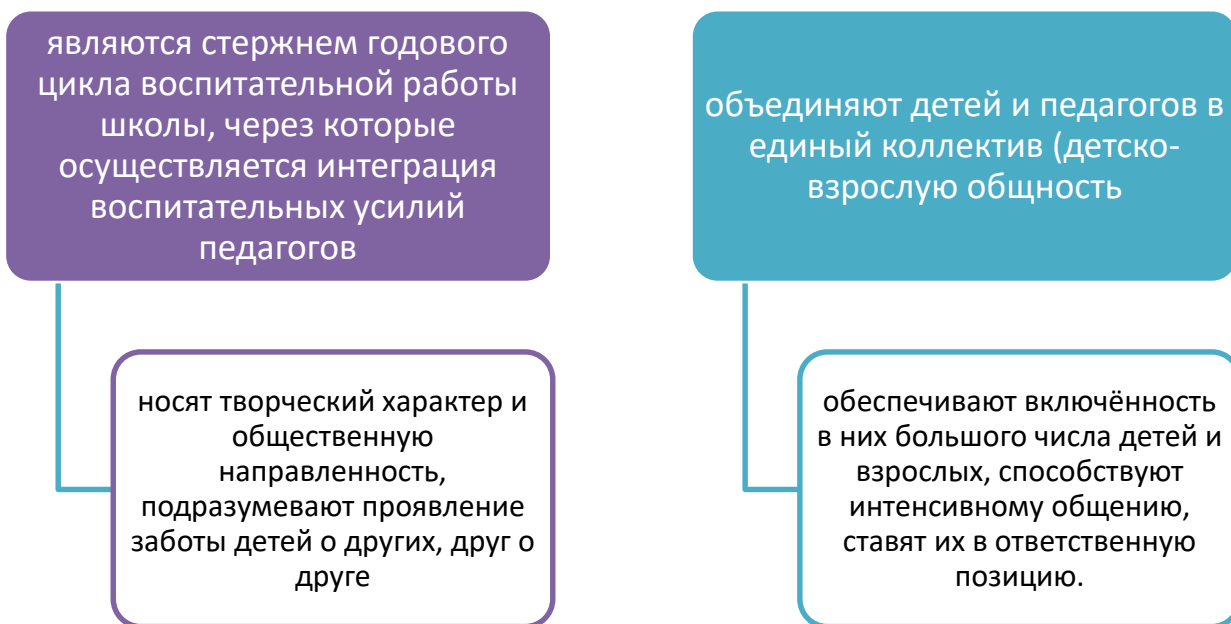 являются стержнем годового
цикла воспитательной работы
школы, через которые
осуществляется интеграция
воспитательных усилий
педагогов
носят творческий характер и
общественную
направленность,
подразумевают проявление
заботы детей о других, друг о
друге
объединяют детей и педагогов в
единый коллектив (детско-
взрослую общность
обеспечивают включённость
в них большого числа детей и
взрослых, способствуют
интенсивному общению,
ставят их в ответственную
позицию.